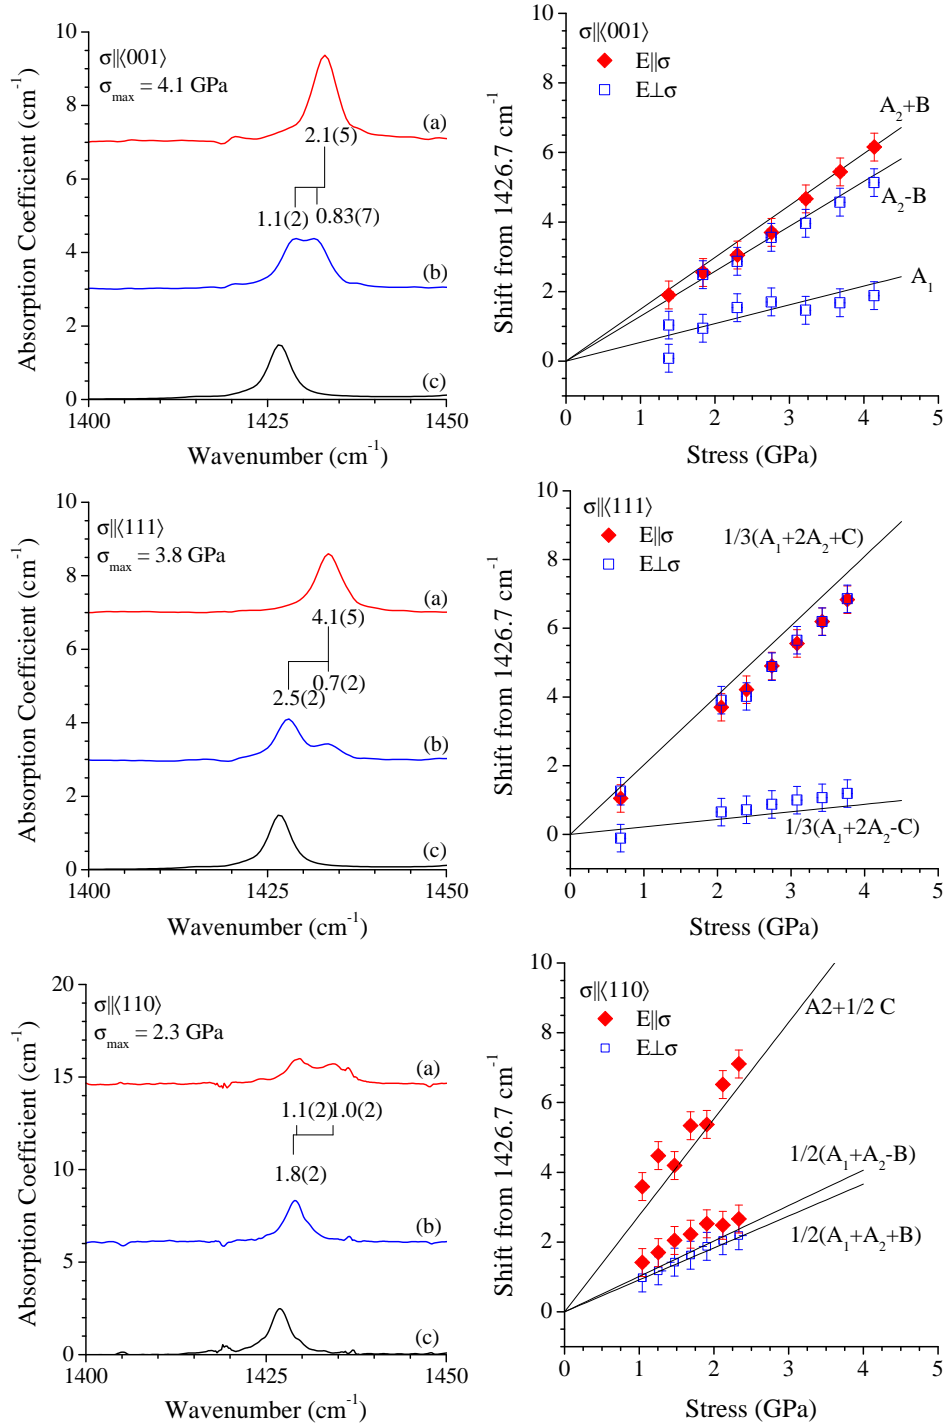 σ||⟨001⟩
σmax = 4.1 GPa
(a)
2.1(5)
1.1(2)
0.83(7)
(b)
(c)
10
8
6
4
2
0
1400
1425
1450
Absorption Coefficient (cm-1)
Wavenumber (cm-1)
σ||⟨001⟩
E||σ
E⊥σ
A2+B
A2-B
A1
10
8
6
4
2
0
0
1
2
3
4
5
Shift from 1426.7 cm-1
Stress (GPa)
σ||⟨111⟩
σmax = 3.8 GPa
(a)
4.1(5)
0.7(2)
2.5(2)
(b)
(c)
10
8
6
4
2
0
1400
1425
1450
Absorption Coefficient (cm-1)
Wavenumber (cm-1)
σ||⟨111⟩
E||σ
E⊥σ
1/3(A1+2A2+C)
1/3(A1+2A2-C)
10
8
6
4
2
0
0
1
2
3
4
5
Shift from 1426.7 cm-1
Stress (GPa)
σ||⟨110⟩
σmax = 2.3 GPa
(a)
1.1(2)
1.0(2)
1.8(2)
(b)
(c)
20
15
10
5
0
1400
1425
1450
Absorption Coefficient (cm-1)
Wavenumber (cm-1)
σ||⟨110⟩
E||σ
E⊥σ
A2+1/2 C
1/2(A1+A2-B)
1/2(A1+A2+B)
10
8
6
4
2
0
0
1
2
3
4
5
Shift from 1426.7 cm-1
Stress (GPa)